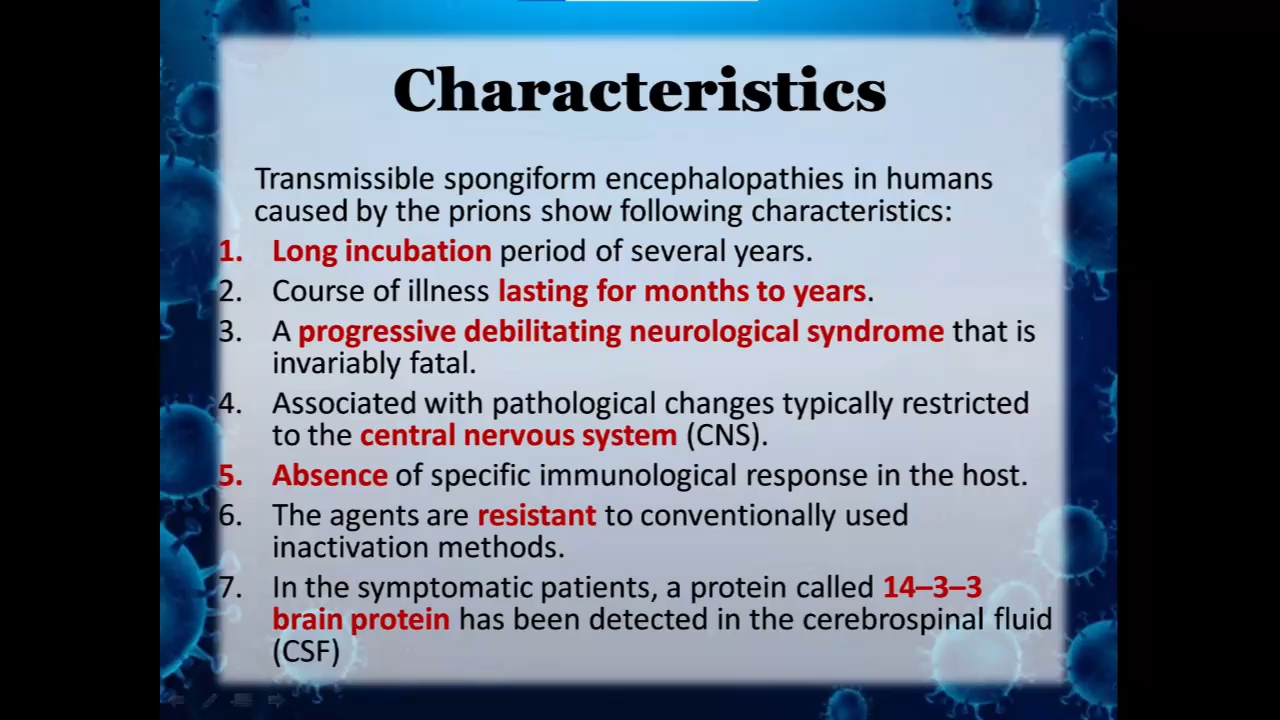 Characteristics
Transmissible spongiform encephalopathies in humans
caused by the prions show following characteristics:
1. Long incubation period of several years.
2. Course of illness lasting for months to years.
3. A progressive debilitating neurological syndrome that is
invariably fatal.
4. Associated with pathological changes typically restricted
to the central nervous system (CNS).
5. Absence of specific immunological response in the host.
6. The agents are resistant to conventionally used
inactivation methods.
7. In the symptomatic patients, a protein called 14–3–3
brain protein has been detected in the cerebrospinal fluid
(CSF)